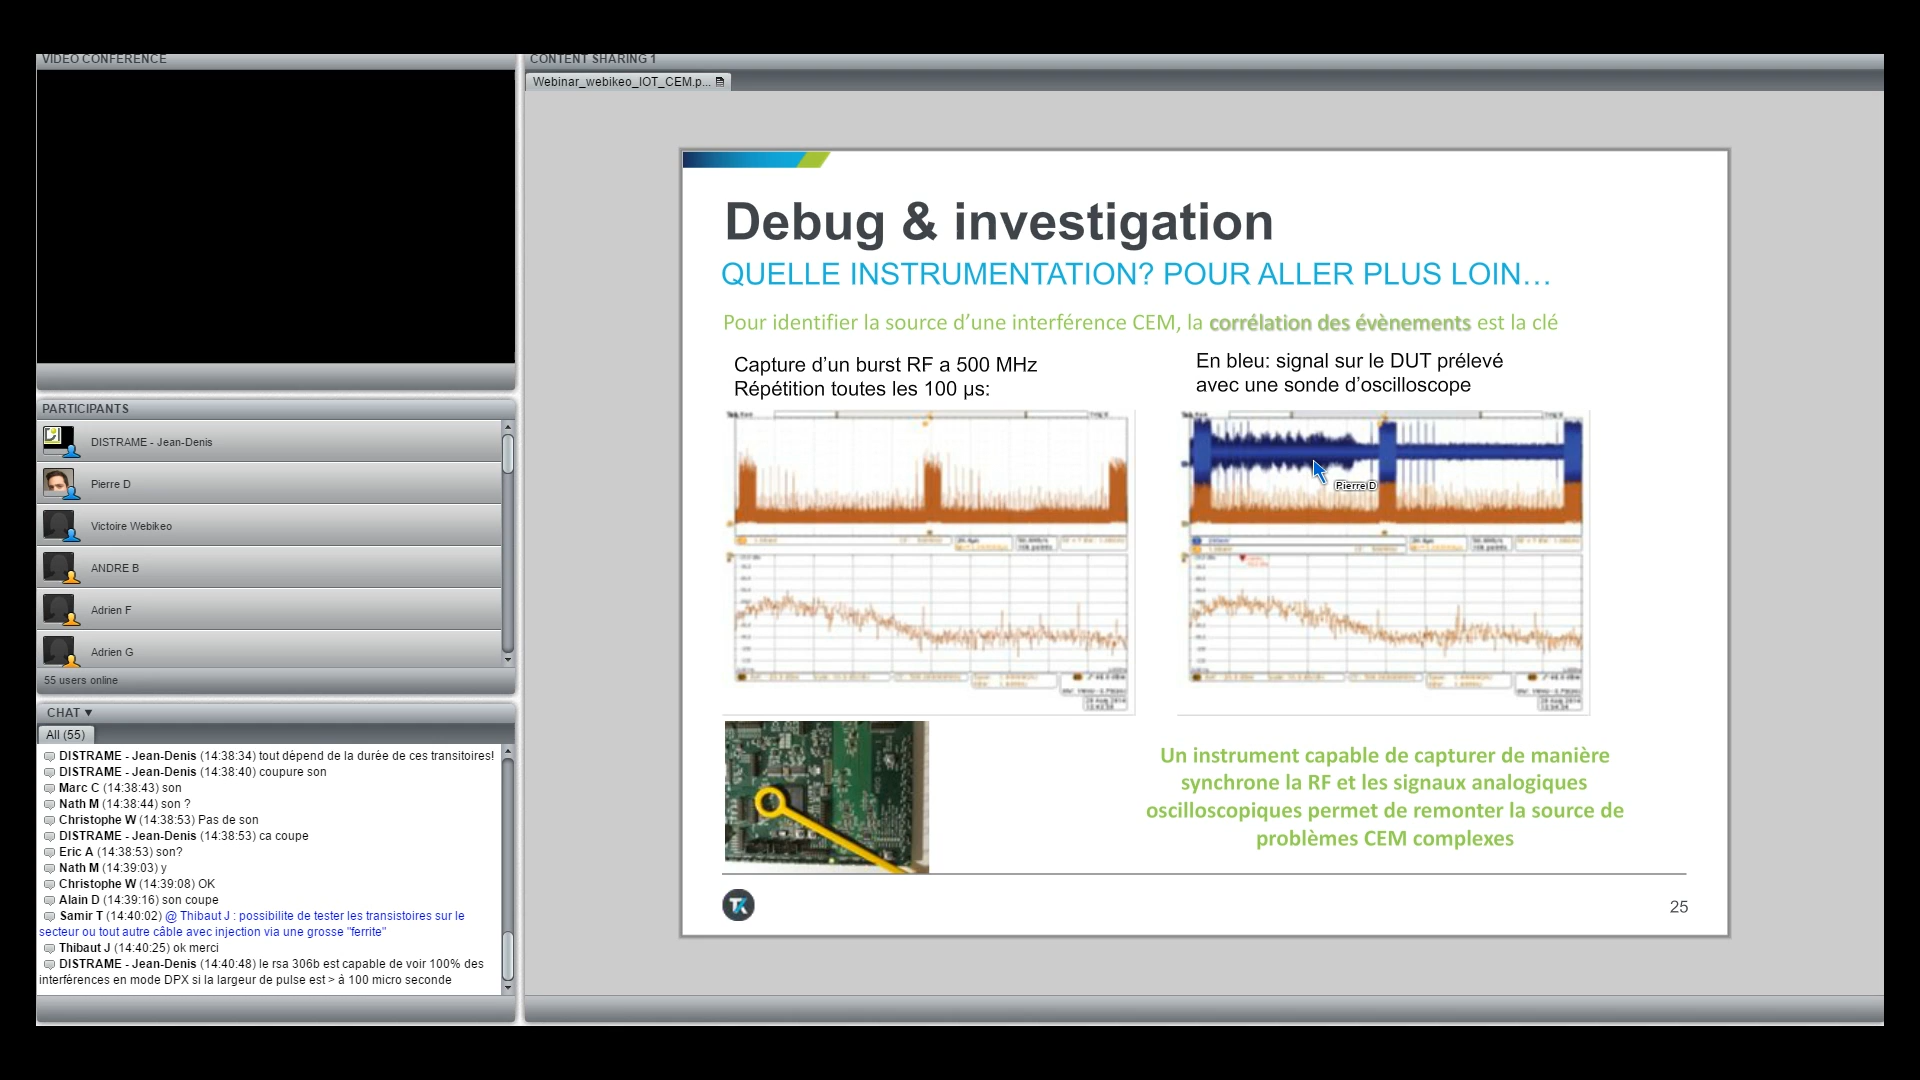 VIDEO CONFERENCE
PARTICIPANTS
DISTRAME - Jean-Denis
Pierre D
Victoire Webikeo
ANDRE B
Adrien F
Adrien G
55 users online
CHAT ▾
All (55)
DISTRAME - Jean-Denis (14:38:34) tout dépend de la durée de ces transitoires!
DISTRAME - Jean-Denis (14:38:40) coupure son
Marc C (14:38:43) son
Nath M (14:38:44) son ?
Christophe W (14:38:53) Pas de son
DISTRAME - Jean-Denis (14:38:53) ca coupe
Eric A (14:38:53) son?
Nath M (14:39:03) y
Christophe W (14:39:08) OK
Alain D (14:39:16) son coupe
Samir T (14:40:02) @ Thibaut J : possibilite de tester les transistoires sur le
secteur ou tout autre câble avec injection via une grosse "ferrite"
Thibaut J (14:40:25) ok merci
DISTRAME - Jean-Denis (14:40:48) le rsa 306b est capable de voir 100% des
interférences en mode DPX si la largeur de pulse est > à 100 micro seconde
CONTENT SHARING 1
Webinar_webikeo_IOT_CEM.p...
Debug & investigation
QUELLE INSTRUMENTATION? POUR ALLER PLUS LOIN…
Pour identifier la source d’une interférence CEM, la corrélation des évènements est la clé
Capture d’un burst RF a 500 MHz
Répétition toutes les 100 µs:
En bleu: signal sur le DUT prélevé
avec une sonde d’oscilloscope
Pierre D
Un instrument capable de capturer de manière
synchrone la RF et les signaux analogiques
oscilloscopiques permet de remonter la source de
problèmes CEM complexes
25